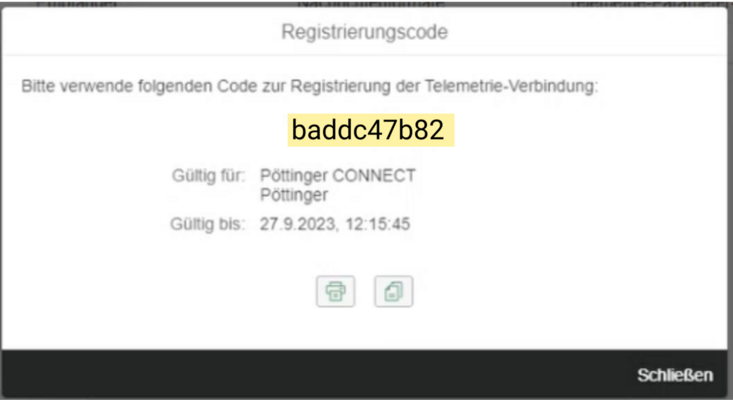 Registrierungscode
Bitte verwende folgenden Code zur Registrierung der Telemetrie-Verbindung:
baddc47b82
Gültig für: Pöttinger CONNECT
Pöttinger
Gültig bis: 27.9.2023, 12:15:45
Schließen